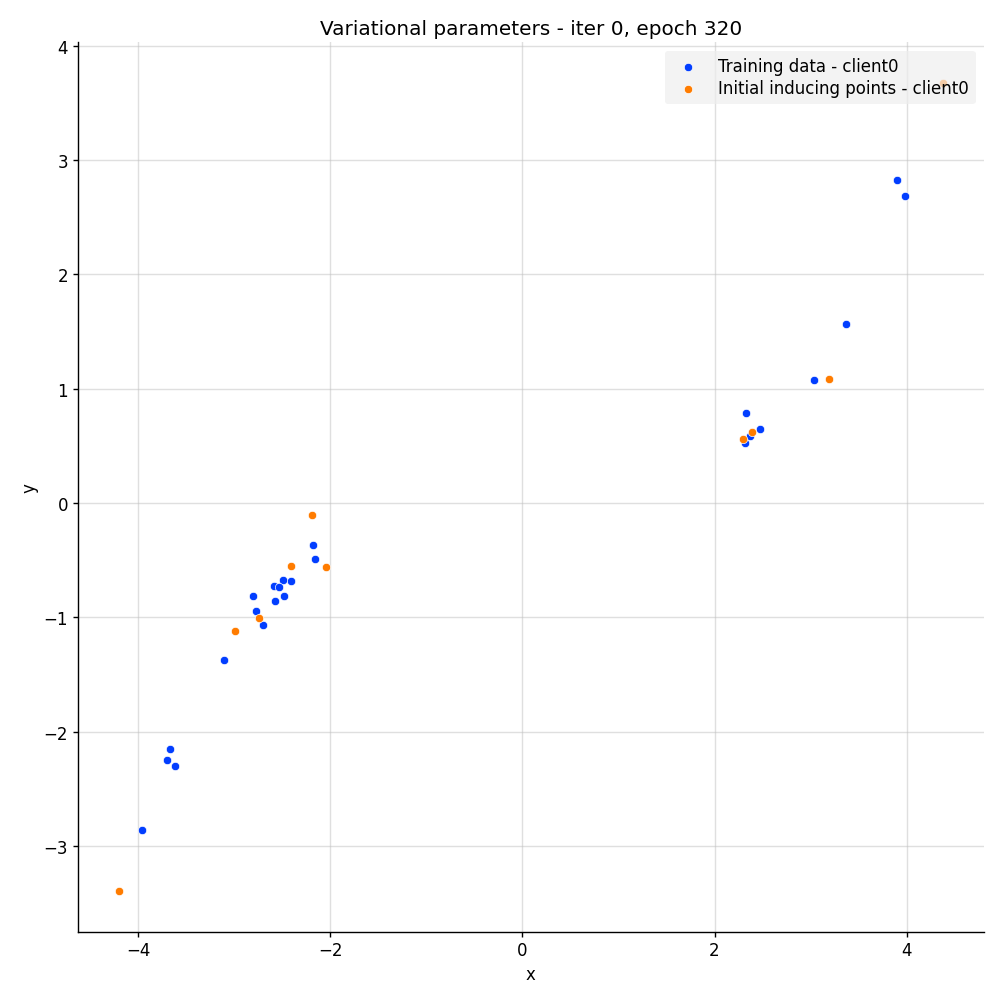 Variational parameters - iter 0, epoch 320
Training data - client0
Initial inducing points - client0
4
3
2
1
0
−1
−2
−3
y
−4
−2
0
2
4
x